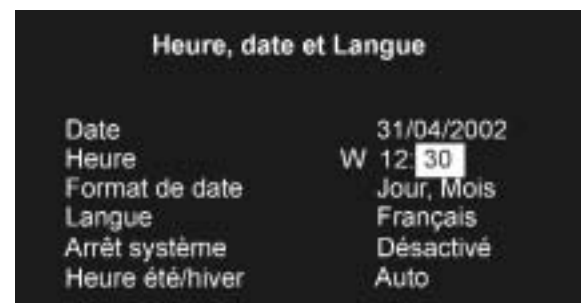 Heure, date et Langue
Date 31/04/2002
Heure W 12:30
Format de date Jour, Mois
Langue Français
Arrêt système Désactivé
Heure été/hiver Auto